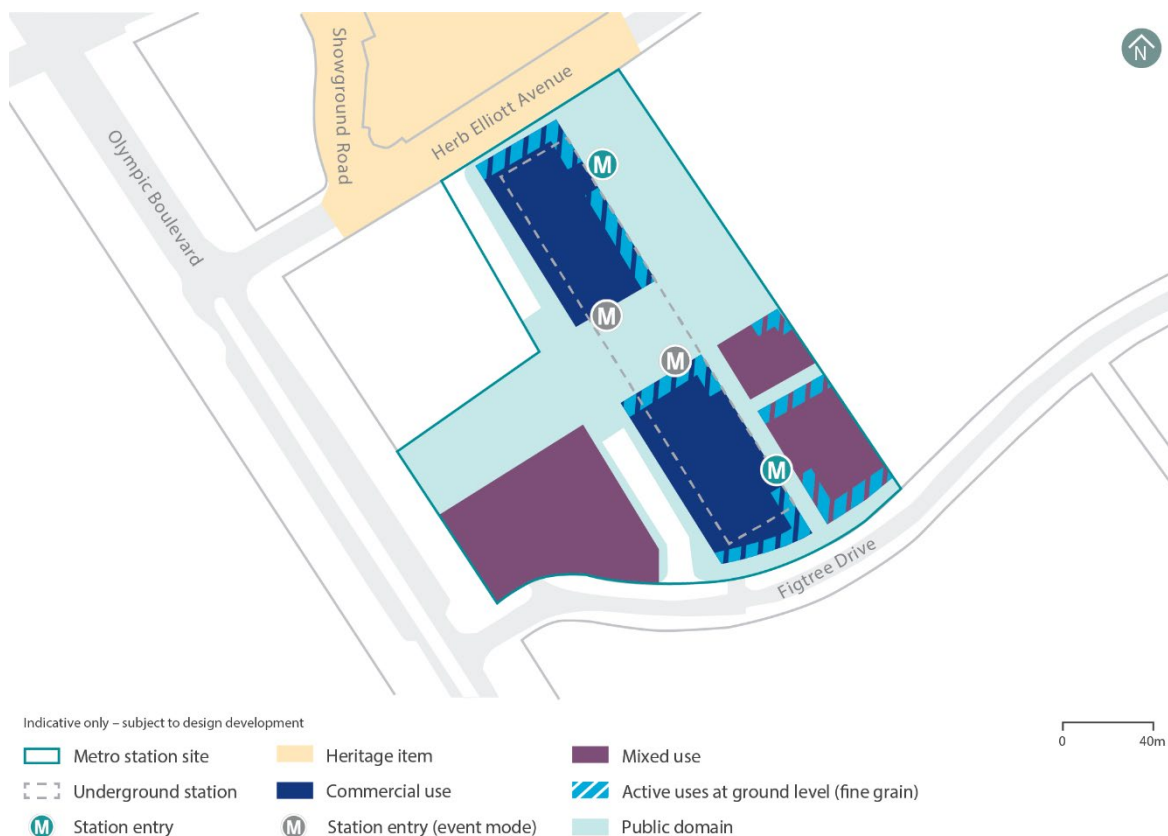 N
Showground Road
Herb Elliott Avenue
Olympic Boulevard
M
M
M
M
Figtree Drive
Indicative only – subject to design development
0 40m
Metro station site
Heritage item
Mixed use
Underground station
Commercial use
Active uses at ground level (fine grain)
M Station entry
M Station entry (event mode)
Public domain